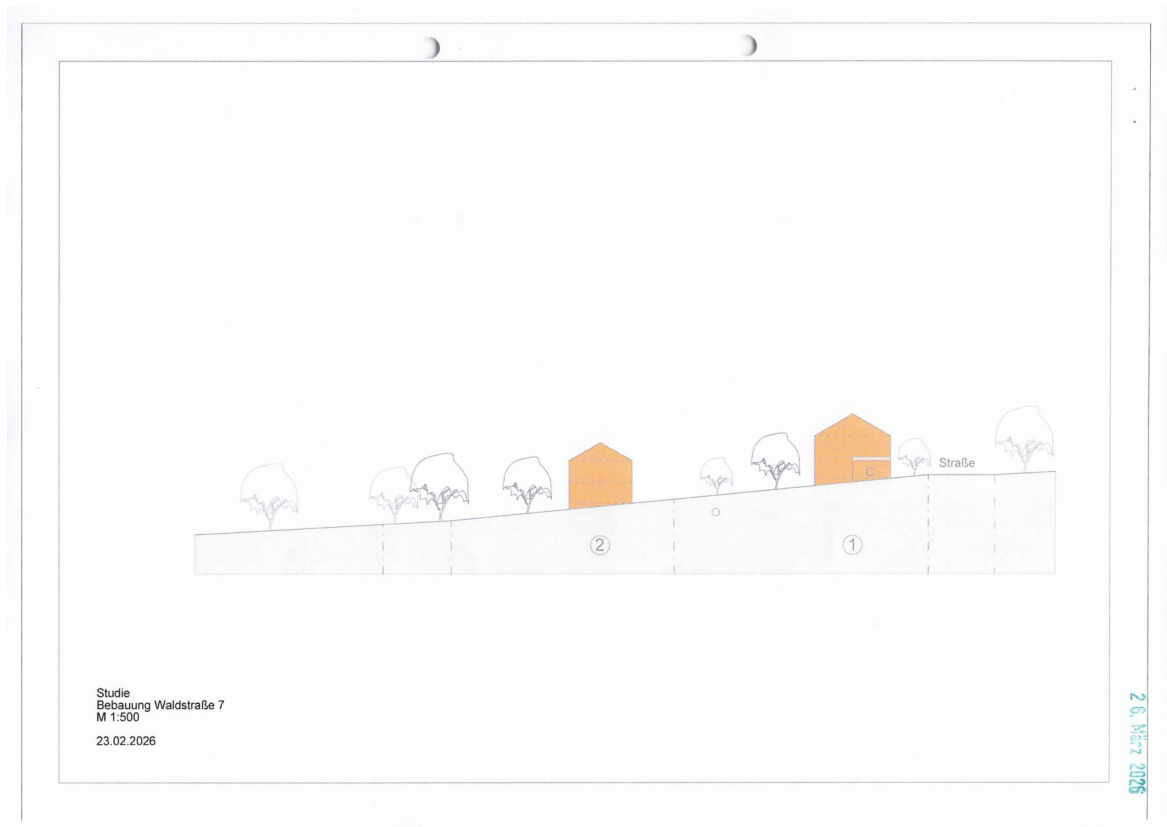 C
Straße
②
①
Studie
Bebauung Waldstraße 7
M 1:500
23.02.2026
26. März 2026